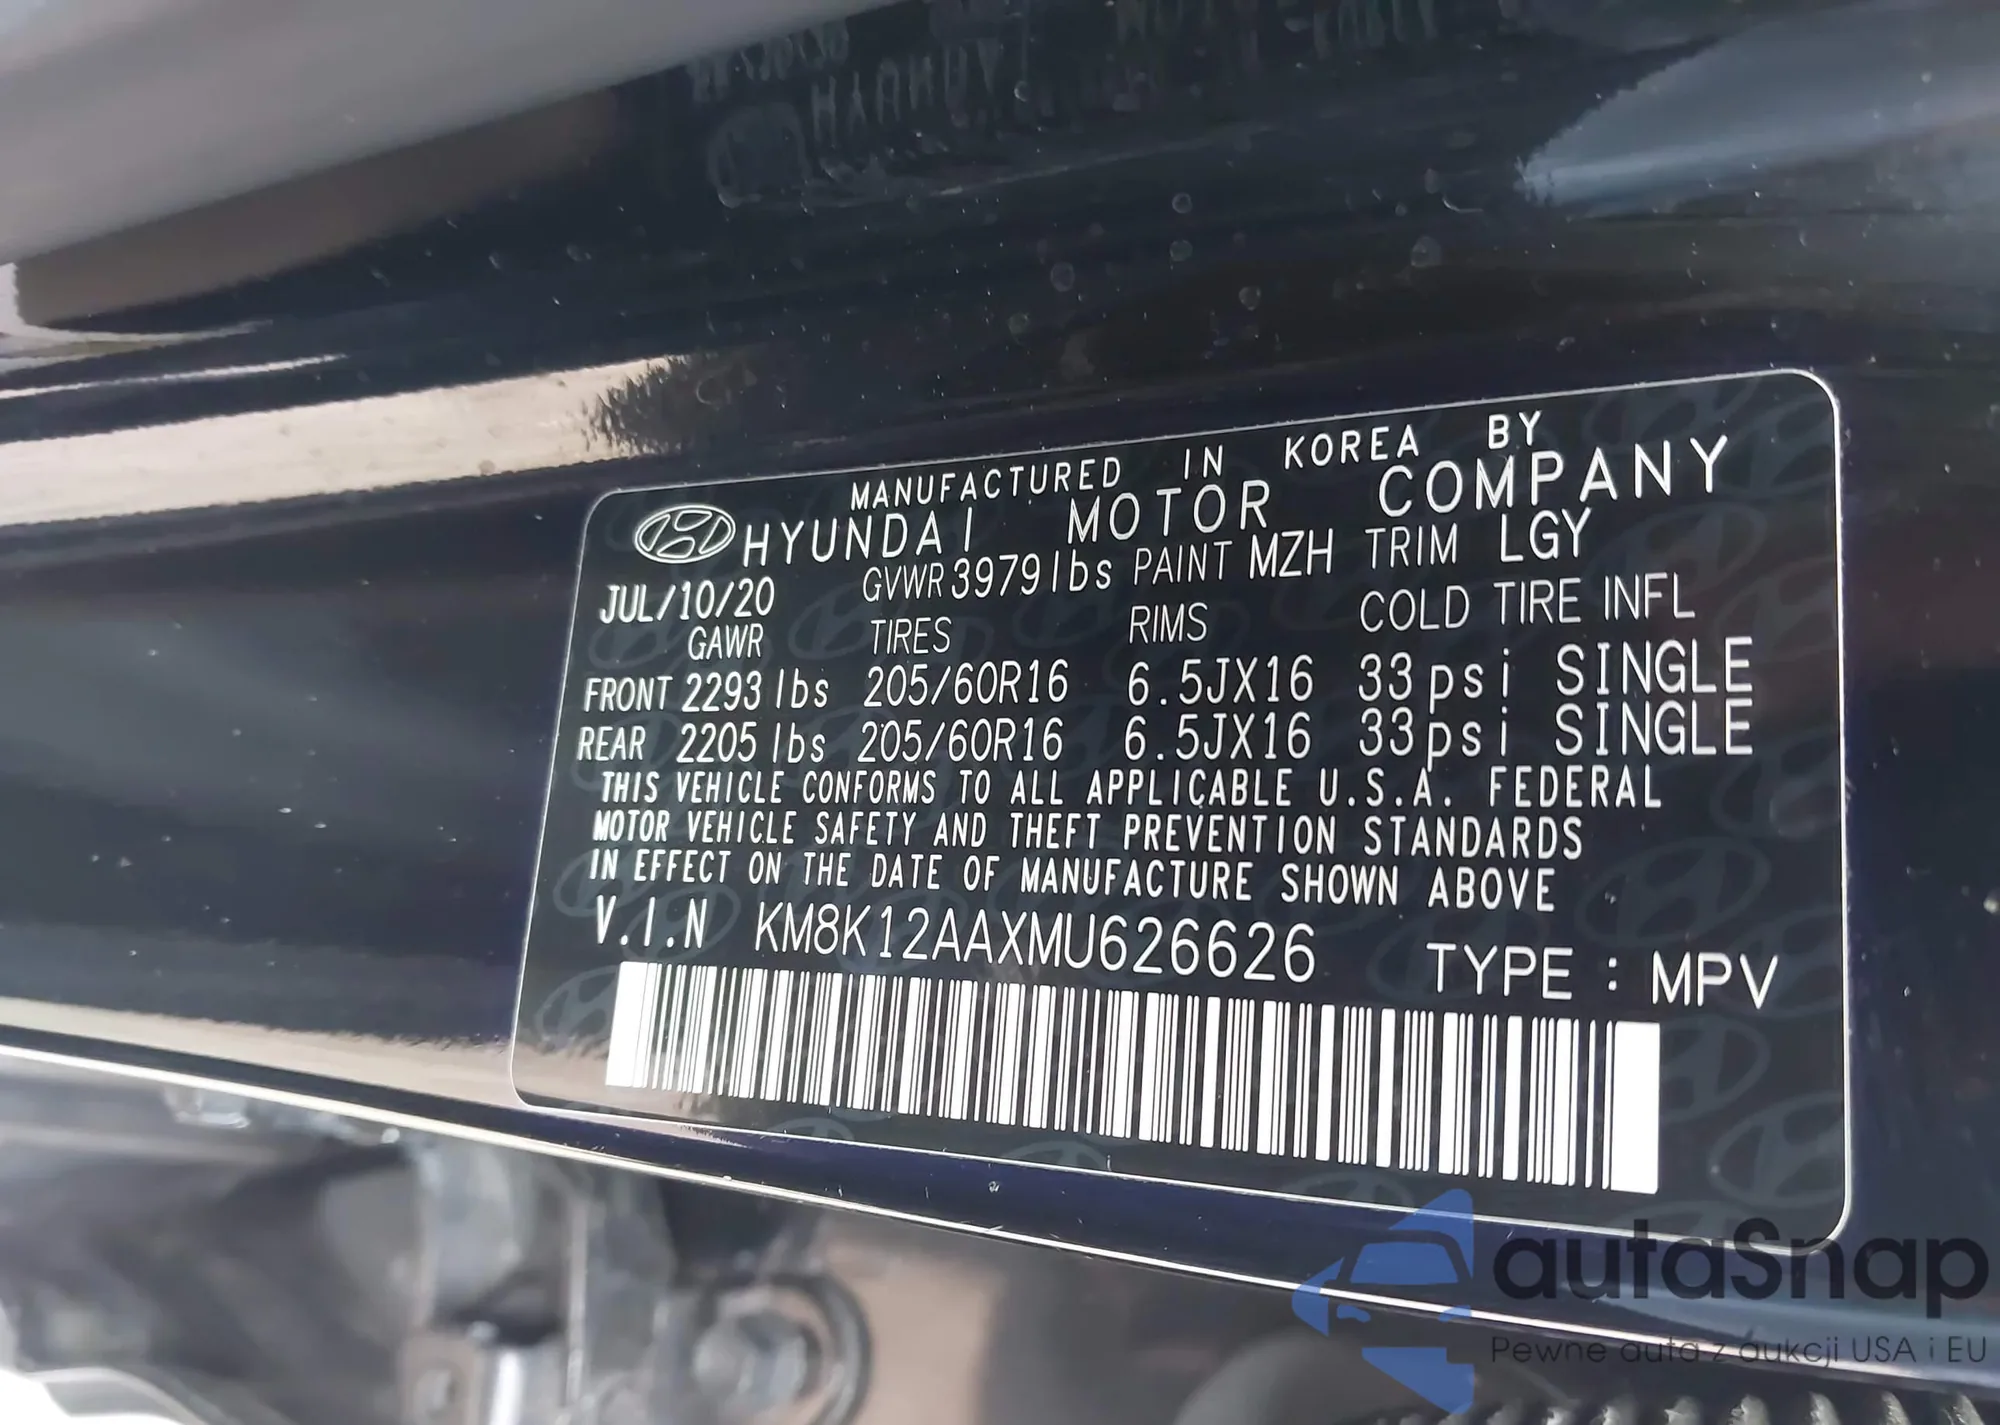 MANUFACTURED IN KOREA BY
HYUNDAI MOTOR COMPANY
JUL/10/20 GVWR 3979lbs PAINT MZH TRIM LGY
GAWR TIRES RIMS COLD TIRE INFL
FRONT 2293 lbs 205/60R16 6.5JX16 33psi SINGLE
REAR 2205 lbs 205/60R16 6.5JX16 33psi SINGLE
THIS VEHICLE CONFORMS TO ALL APPLICABLE U.S.A. FEDERAL
MOTOR VEHICLE SAFETY AND THEFT PREVENTION STANDARDS
IN EFFECT ON THE DATE OF MANUFACTURE SHOWN ABOVE
V.I.N KM8K12AAXMU626626 TYPE : MPV
autaSnap
Pewne auta z aukcji USA i EU